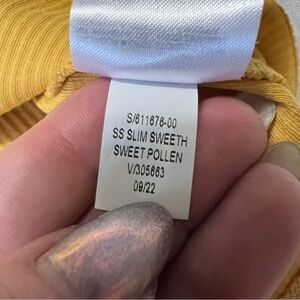 S/611676-00
SS SLIM SWEETH
SWEET POLLEN
V/305663
09/22